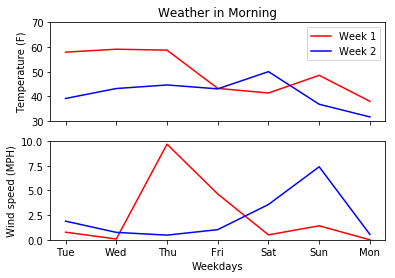 Weather in Morning
Temperature (F)
70
60
50
40
30
Week 1
Week 2
Wind speed (MPH)
10.0
7.5
5.0
2.5
0.0
Tue Wed Thu Fri Sat Sun Mon
Weekdays